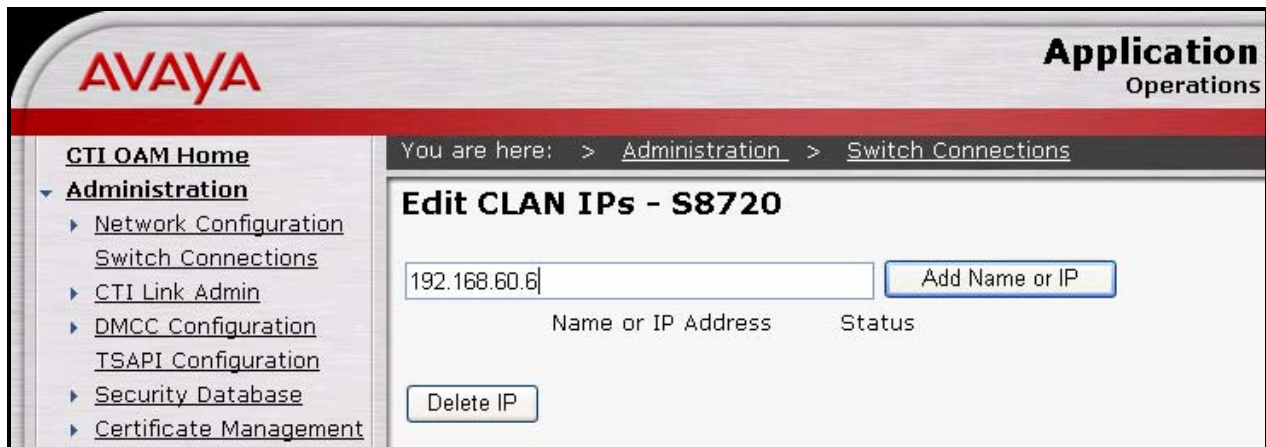 AVAYA
Application
Operations
CTI OAM Home
Administration
Network Configuration
Switch Connections
CTI Link Admin
DMCC Configuration
TSAPI Configuration
Security Database
Certificate Management
You are here: > Administration > Switch Connections
Edit CLAN IPs - S8720
192.168.60.6
Add Name or IP
Name or IP Address Status
Delete IP